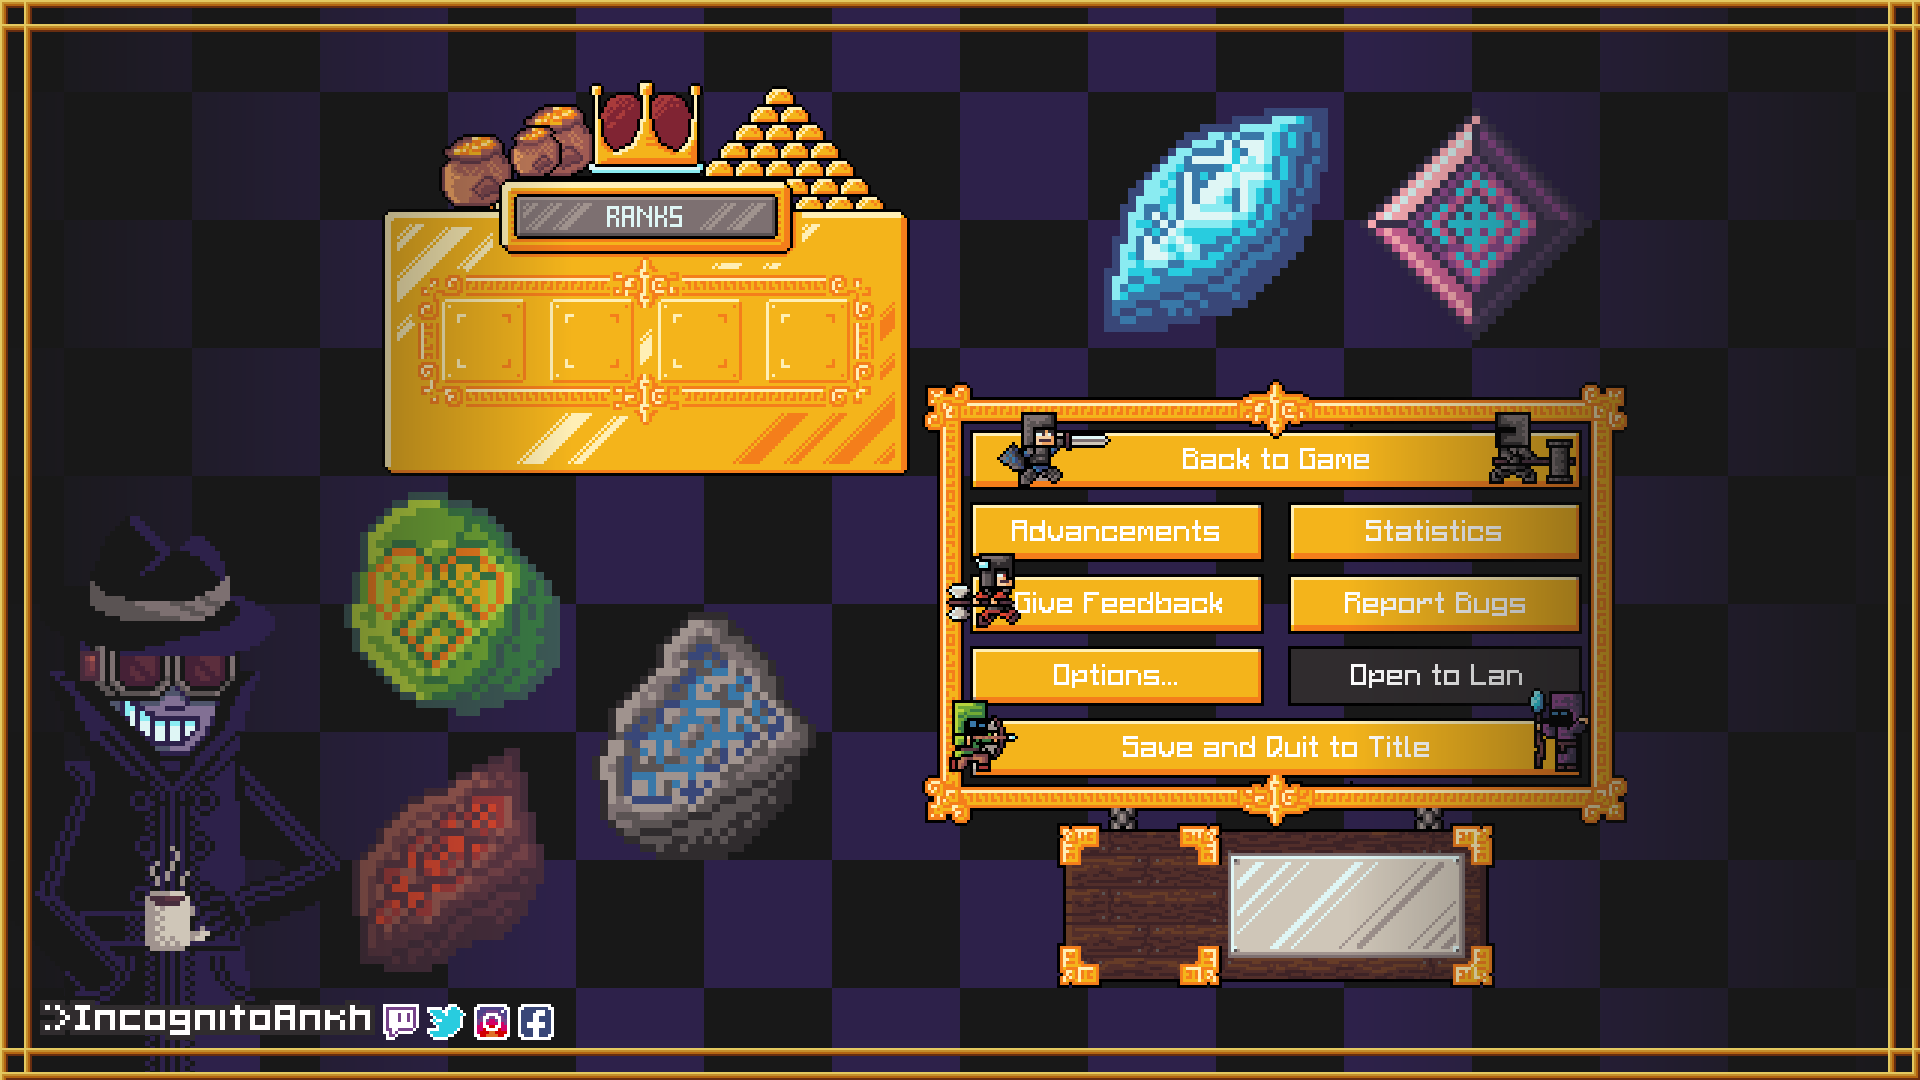 RANKS
Back to Game
Advancements
Statistics
Give Feedback
Report Bugs
Options...
Open to Lan
Save and Quit to Title
:>IncognitoAnkh